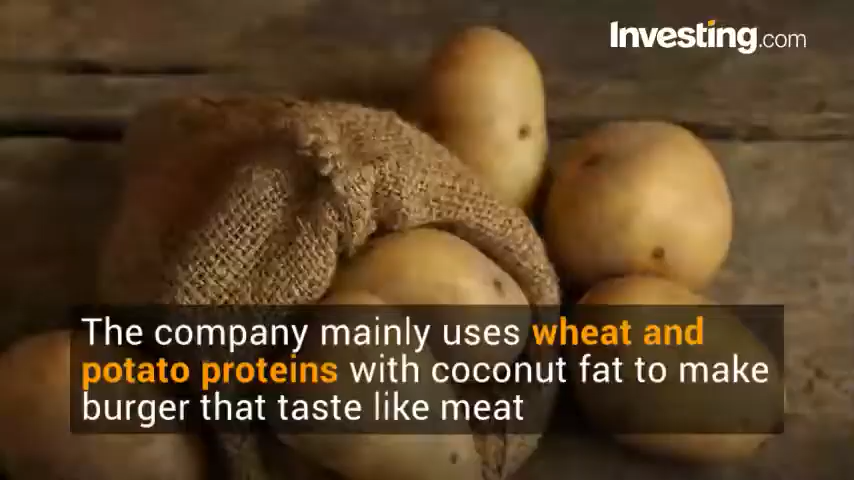 Investing.com
The company mainly uses wheat and
potato proteins with coconut fat to make
burger that taste like meat